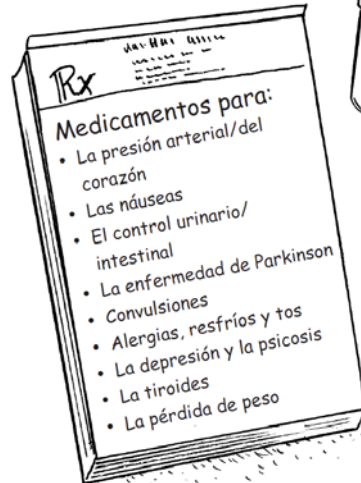 Rx
Medicamentos para:
• La presión arterial/del
corazón
• Las náuseas
• El control urinario/
intestinal
• La enfermedad de Parkinson
• Convulsiones
• Alergias, resfríos y tos
• La depresión y la psicosis
• La tiroides
• La pérdida de peso